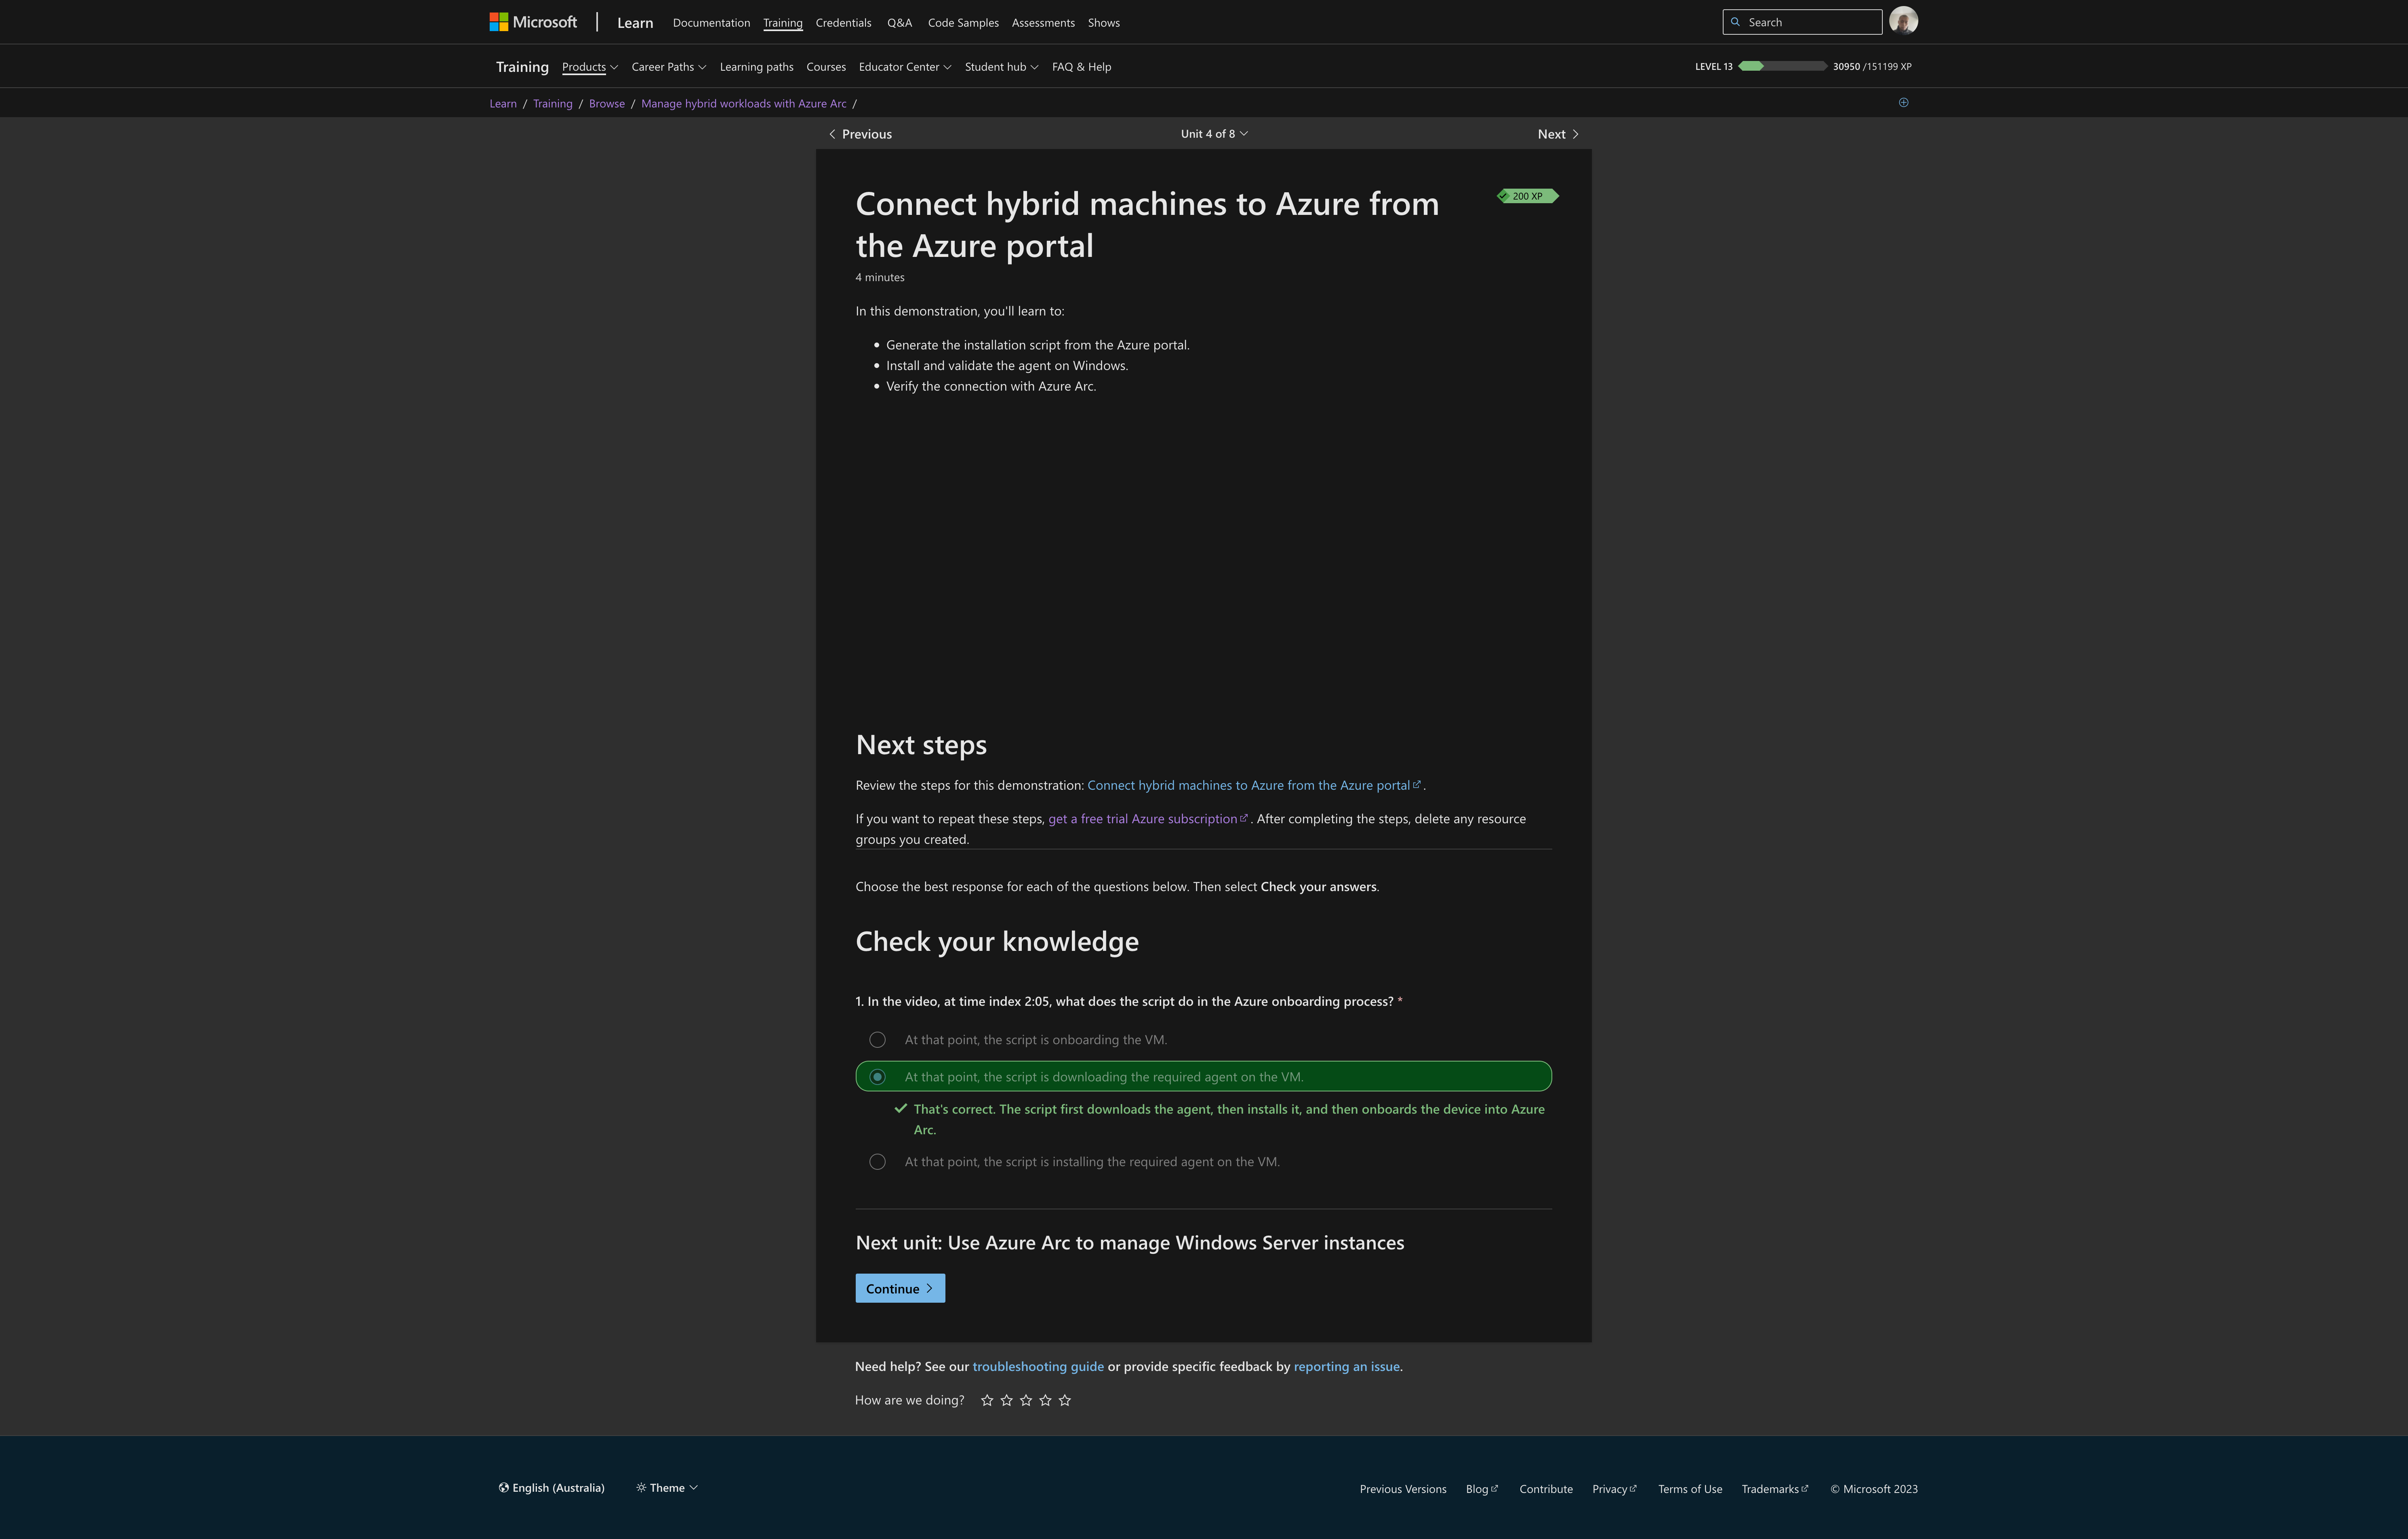 Microsoft Learn Documentation Training Credentials Q&A Code Samples Assessments Shows Search
Training Products Career Paths Learning paths Courses Educator Center Student hub FAQ & Help LEVEL 13 30950 /151199 XP
Learn / Training / Browse / Manage hybrid workloads with Azure Arc /
Previous Unit 4 of 8 Next
Connect hybrid machines to Azure from
the Azure portal
200 XP
4 minutes
In this demonstration, you'll learn to:
• Generate the installation script from the Azure portal.
• Install and validate the agent on Windows.
• Verify the connection with Azure Arc.
Next steps
Review the steps for this demonstration: Connect hybrid machines to Azure from the Azure portal.
If you want to repeat these steps, get a free trial Azure subscription. After completing the steps, delete any resource
groups you created.
Choose the best response for each of the questions below. Then select Check your answers.
Check your knowledge
1. In the video, at time index 2:05, what does the script do in the Azure onboarding process? *
At that point, the script is onboarding the VM.
At that point, the script is downloading the required agent on the VM.
That's correct. The script first downloads the agent, then installs it, and then onboards the device into Azure
Arc.
At that point, the script is installing the required agent on the VM.
Next unit: Use Azure Arc to manage Windows Server instances
Continue
Need help? See our troubleshooting guide or provide specific feedback by reporting an issue.
How are we doing?
English (Australia) Theme Previous Versions Blog Contribute Privacy Terms of Use Trademarks © Microsoft 2023